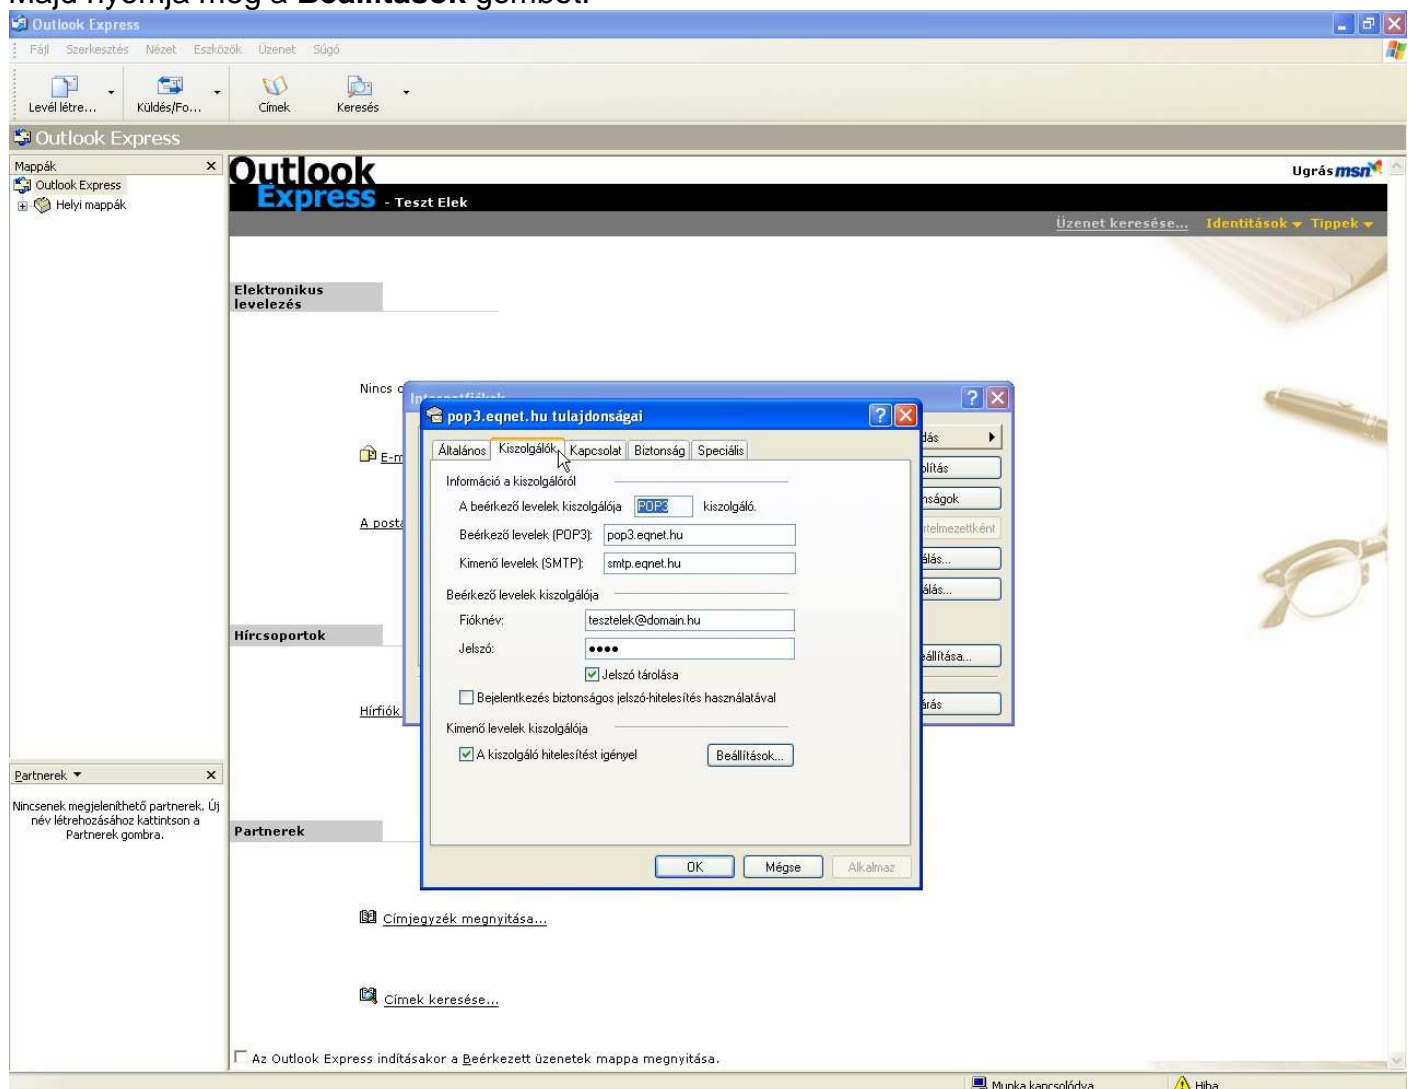 Majd nyomja meg a Beállítások gombot.
Outlook Express
Fájl Szerkesztés Nézet Eszközök Üzenet Súgó
Levél létre... Küldés/Fo... Címek Keresés
Outlook Express
Mappák
Outlook Express
Helyi mappák
Outlook
Express - Teszt Elek
Ugrás msn
Üzenet keresése... Identitások Tippek
Elektronikus
levelezés
Nincs
E-m
A posta
Hírcsoportok
Hírfiók
pop3.eqnet.hu tulajdonságai
Általános Kiszolgálók Kapcsolat Biztonság Speciális
Információ a kiszolgálóról
A beérkező levelek kiszolgálója POP3 kiszolgáló.
Beérkező levelek (POP3): pop3.eqnet.hu
Kimenő levelek (SMTP): smtp.eqnet.hu
Beérkező levelek kiszolgálója
Fióknév: tesztelek@domain.hu
Jelszó: ••••
Jelszó tárolása
Bejelentkezés biztonságos jelszó-hitelesítés használatával
Kimenő levelek kiszolgálója
A kiszolgáló hitelesítést igényel Beállítások...
OK Mégse Alkalmaz
Partnerek
Nincsenek megjeleníthető partnerek. Új
név létrehozásához kattintson a
Partnerek gombra.
Partnerek
Címjegyzék megnyitása...
Címek keresése...
Az Outlook Express indításakor a Beérkezett üzenetek mappa megnyitása.
Munka kapcsolódva Hiba